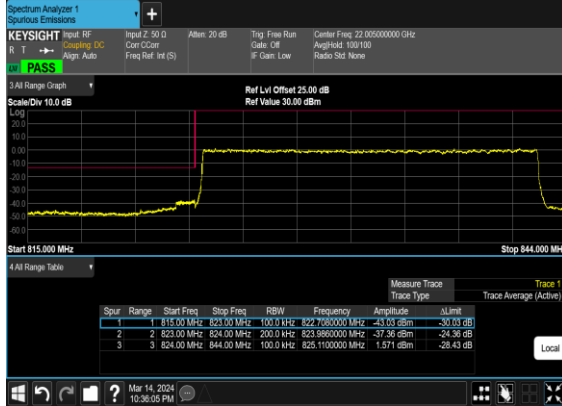 Spectrum Analyzer 1
Spurious Emissions
+
KEYSIGHT Input: RF Input Z: 50 Ω Atten: 20 dB Trig: Free Run Center Freq: 22.005000000 GHz
R T Coupling: DC Corr CCorr Gate: Off Avg|Hold: 100/100
Align: Auto Freq Ref: Int (S) IF Gain: Low Radio Std: None
PASS
3 All Range Graph Ref Lvl Offset 25.00 dB
Scale/Div 10.0 dB Ref Value 30.00 dBm
Log
20.0
10.0
0.00
-10.0
-20.0
-30.0
-40.0
-50.0
-60.0
Start 815.000 MHz Stop 844.000 MH
4 All Range Table
Measure Trace Trace 1
Trace Type Trace Average (Active)
Spur Range Start Freq Stop Freq RBW Frequency Amplitude ΔLimit
1 1 815.00 MHz 823.00 MHz 100.0 kHz 822.7080000 MHz -43.03 dBm -30.03 dB
2 2 823.00 MHz 824.00 MHz 200.0 kHz 823.9860000 MHz -37.36 dBm -24.36 dB
3 3 824.00 MHz 844.00 MHz 100.0 kHz 825.1100000 MHz 1.571 dBm -28.43 dB
Local
? Mar 14, 2024
10:36:05 PM